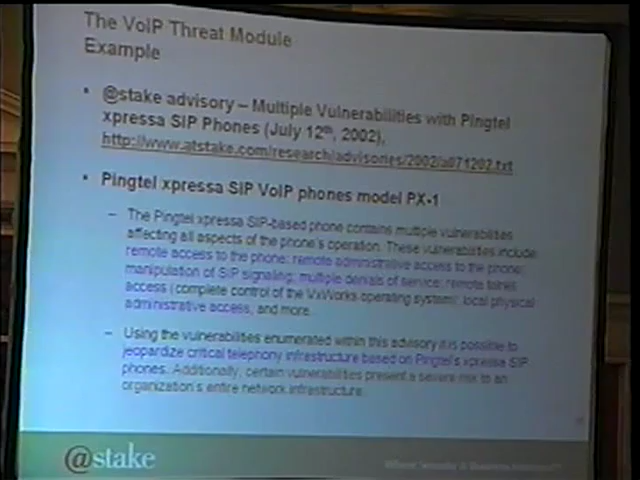 The VoIP Threat Module
Example
• @stake advisory – Multiple Vulnerabilities with Pingtel
xpressa SIP Phones (July 12th, 2002),
http://www.atstake.com/research/advisories/2002/a071202.txt
• Pingtel xpressa SIP VoIP phones model PX-1
– The Pingtel xpressa SIP-based phone contains multiple vulnerabilities
affecting all aspects of the phone's operation. These vulnerabilities include:
remote access to the phone; remote administrative access to the phone;
manipulation of SIP signaling; multiple denials of service; remote telnet
access (complete control of the VxWorks operating system); local physical
administrative access, and more.
– Using the vulnerabilities enumerated within this advisory it is possible to
jeopardize critical telephony infrastructure based on Pingtel's xpressa SIP
phones. Additionally, certain vulnerabilities present a severe risk to an
organization's entire network infrastructure.
@stake